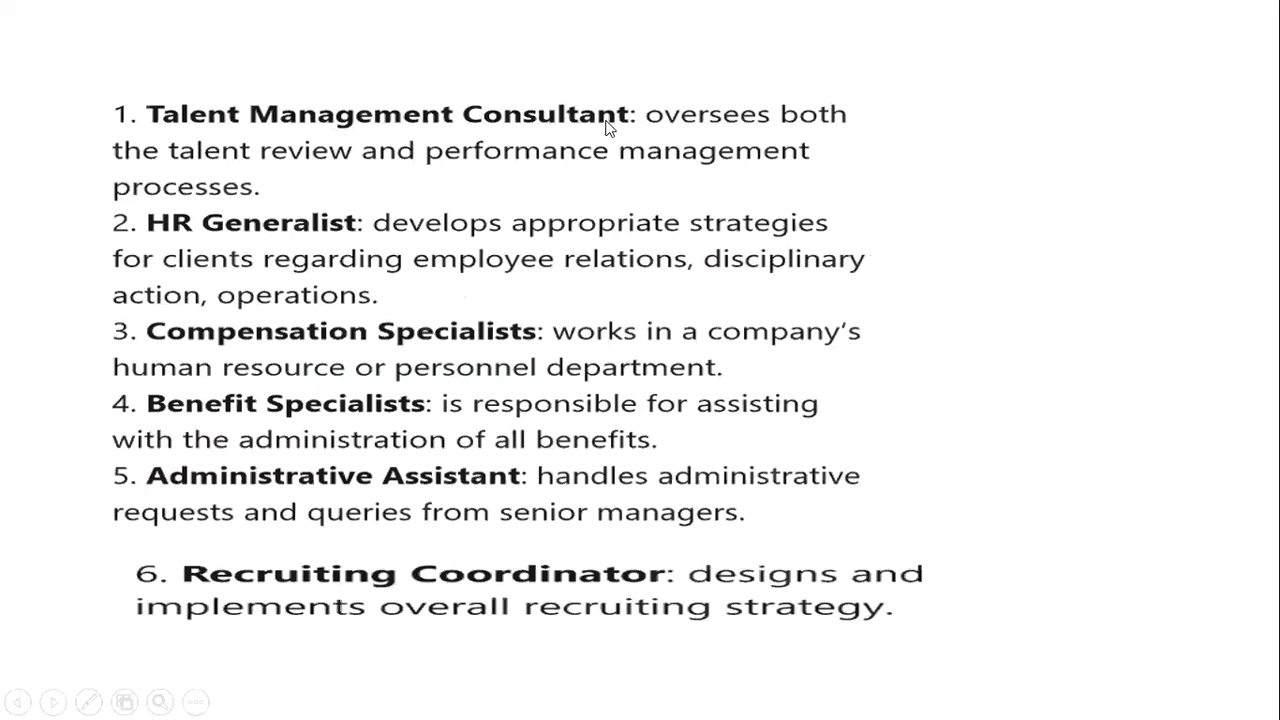 1. Talent Management Consultant: oversees both
the talent review and performance management
processes.
2. HR Generalist: develops appropriate strategies
for clients regarding employee relations, disciplinary
action, operations.
3. Compensation Specialists: works in a company’s
human resource or personnel department.
4. Benefit Specialists: is responsible for assisting
with the administration of all benefits.
5. Administrative Assistant: handles administrative
requests and queries from senior managers.
6. Recruiting Coordinator: designs and
implements overall recruiting strategy.